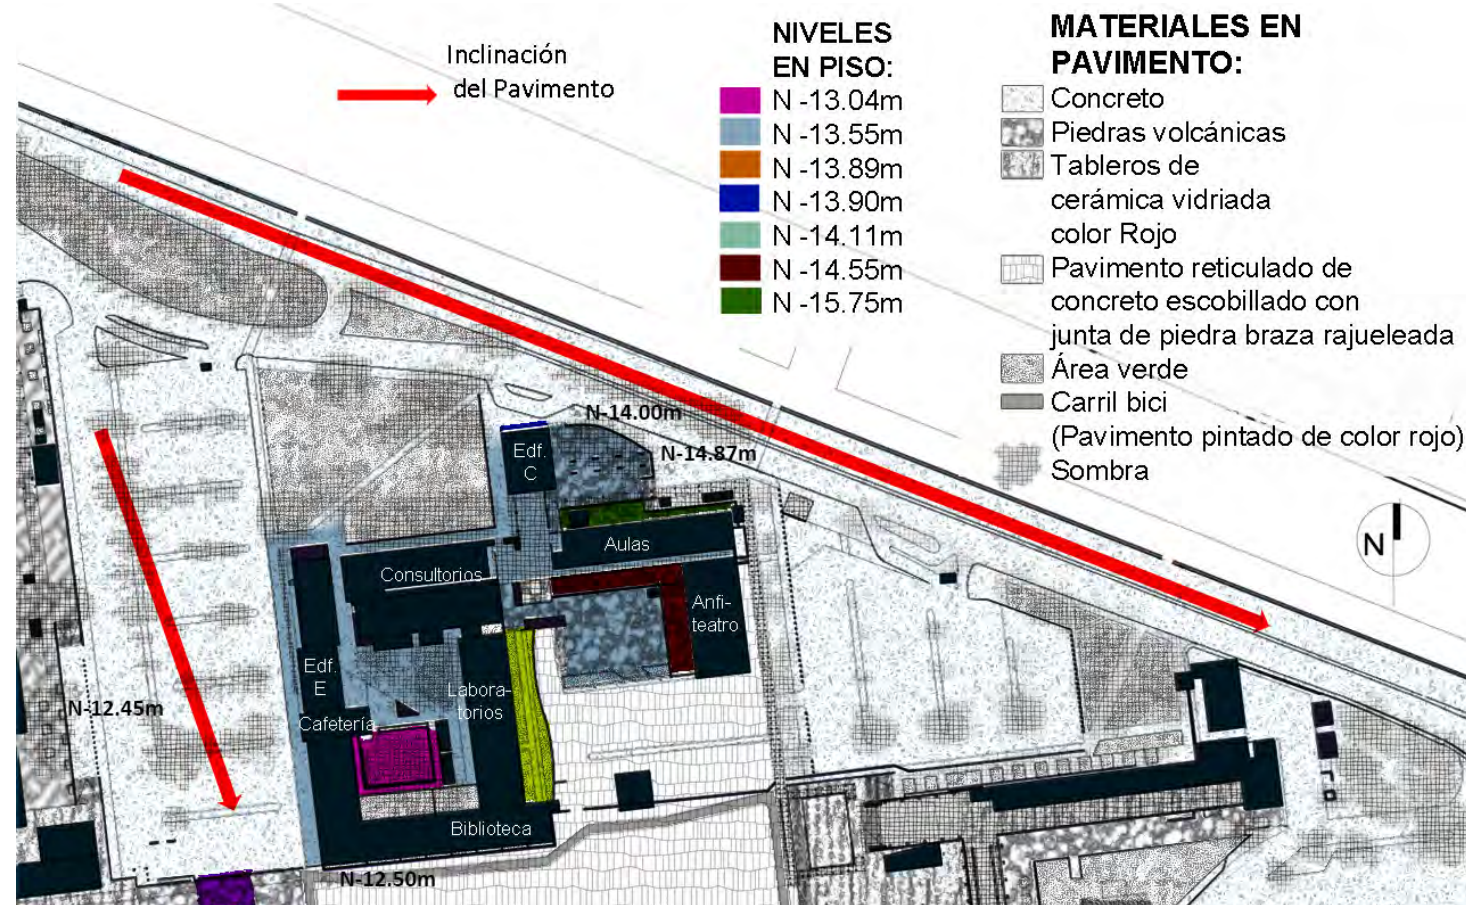 Inclinación
del Pavimento
NIVELES
EN PISO:
N -13.04m
N -13.55m
N -13.89m
N -13.90m
N -14.11m
N -14.55m
N -15.75m
MATERIALES EN
PAVIMENTO:
Concreto
Piedras volcánicas
Tableros de
cerámica vidriada
color Rojo
Pavimento reticulado de
concreto escobillado con
junta de piedra braza rajueleada
Área verde
Carril bici
(Pavimento pintado de color rojo)
Sombra
N
N-14.00m
N-14.87m
Edf.
C
Aulas
Consultorios
Anfi-
teatro
Edf.
E
Labora-
torios
N-12.45m
Cafetería
Biblioteca
N-12.50m